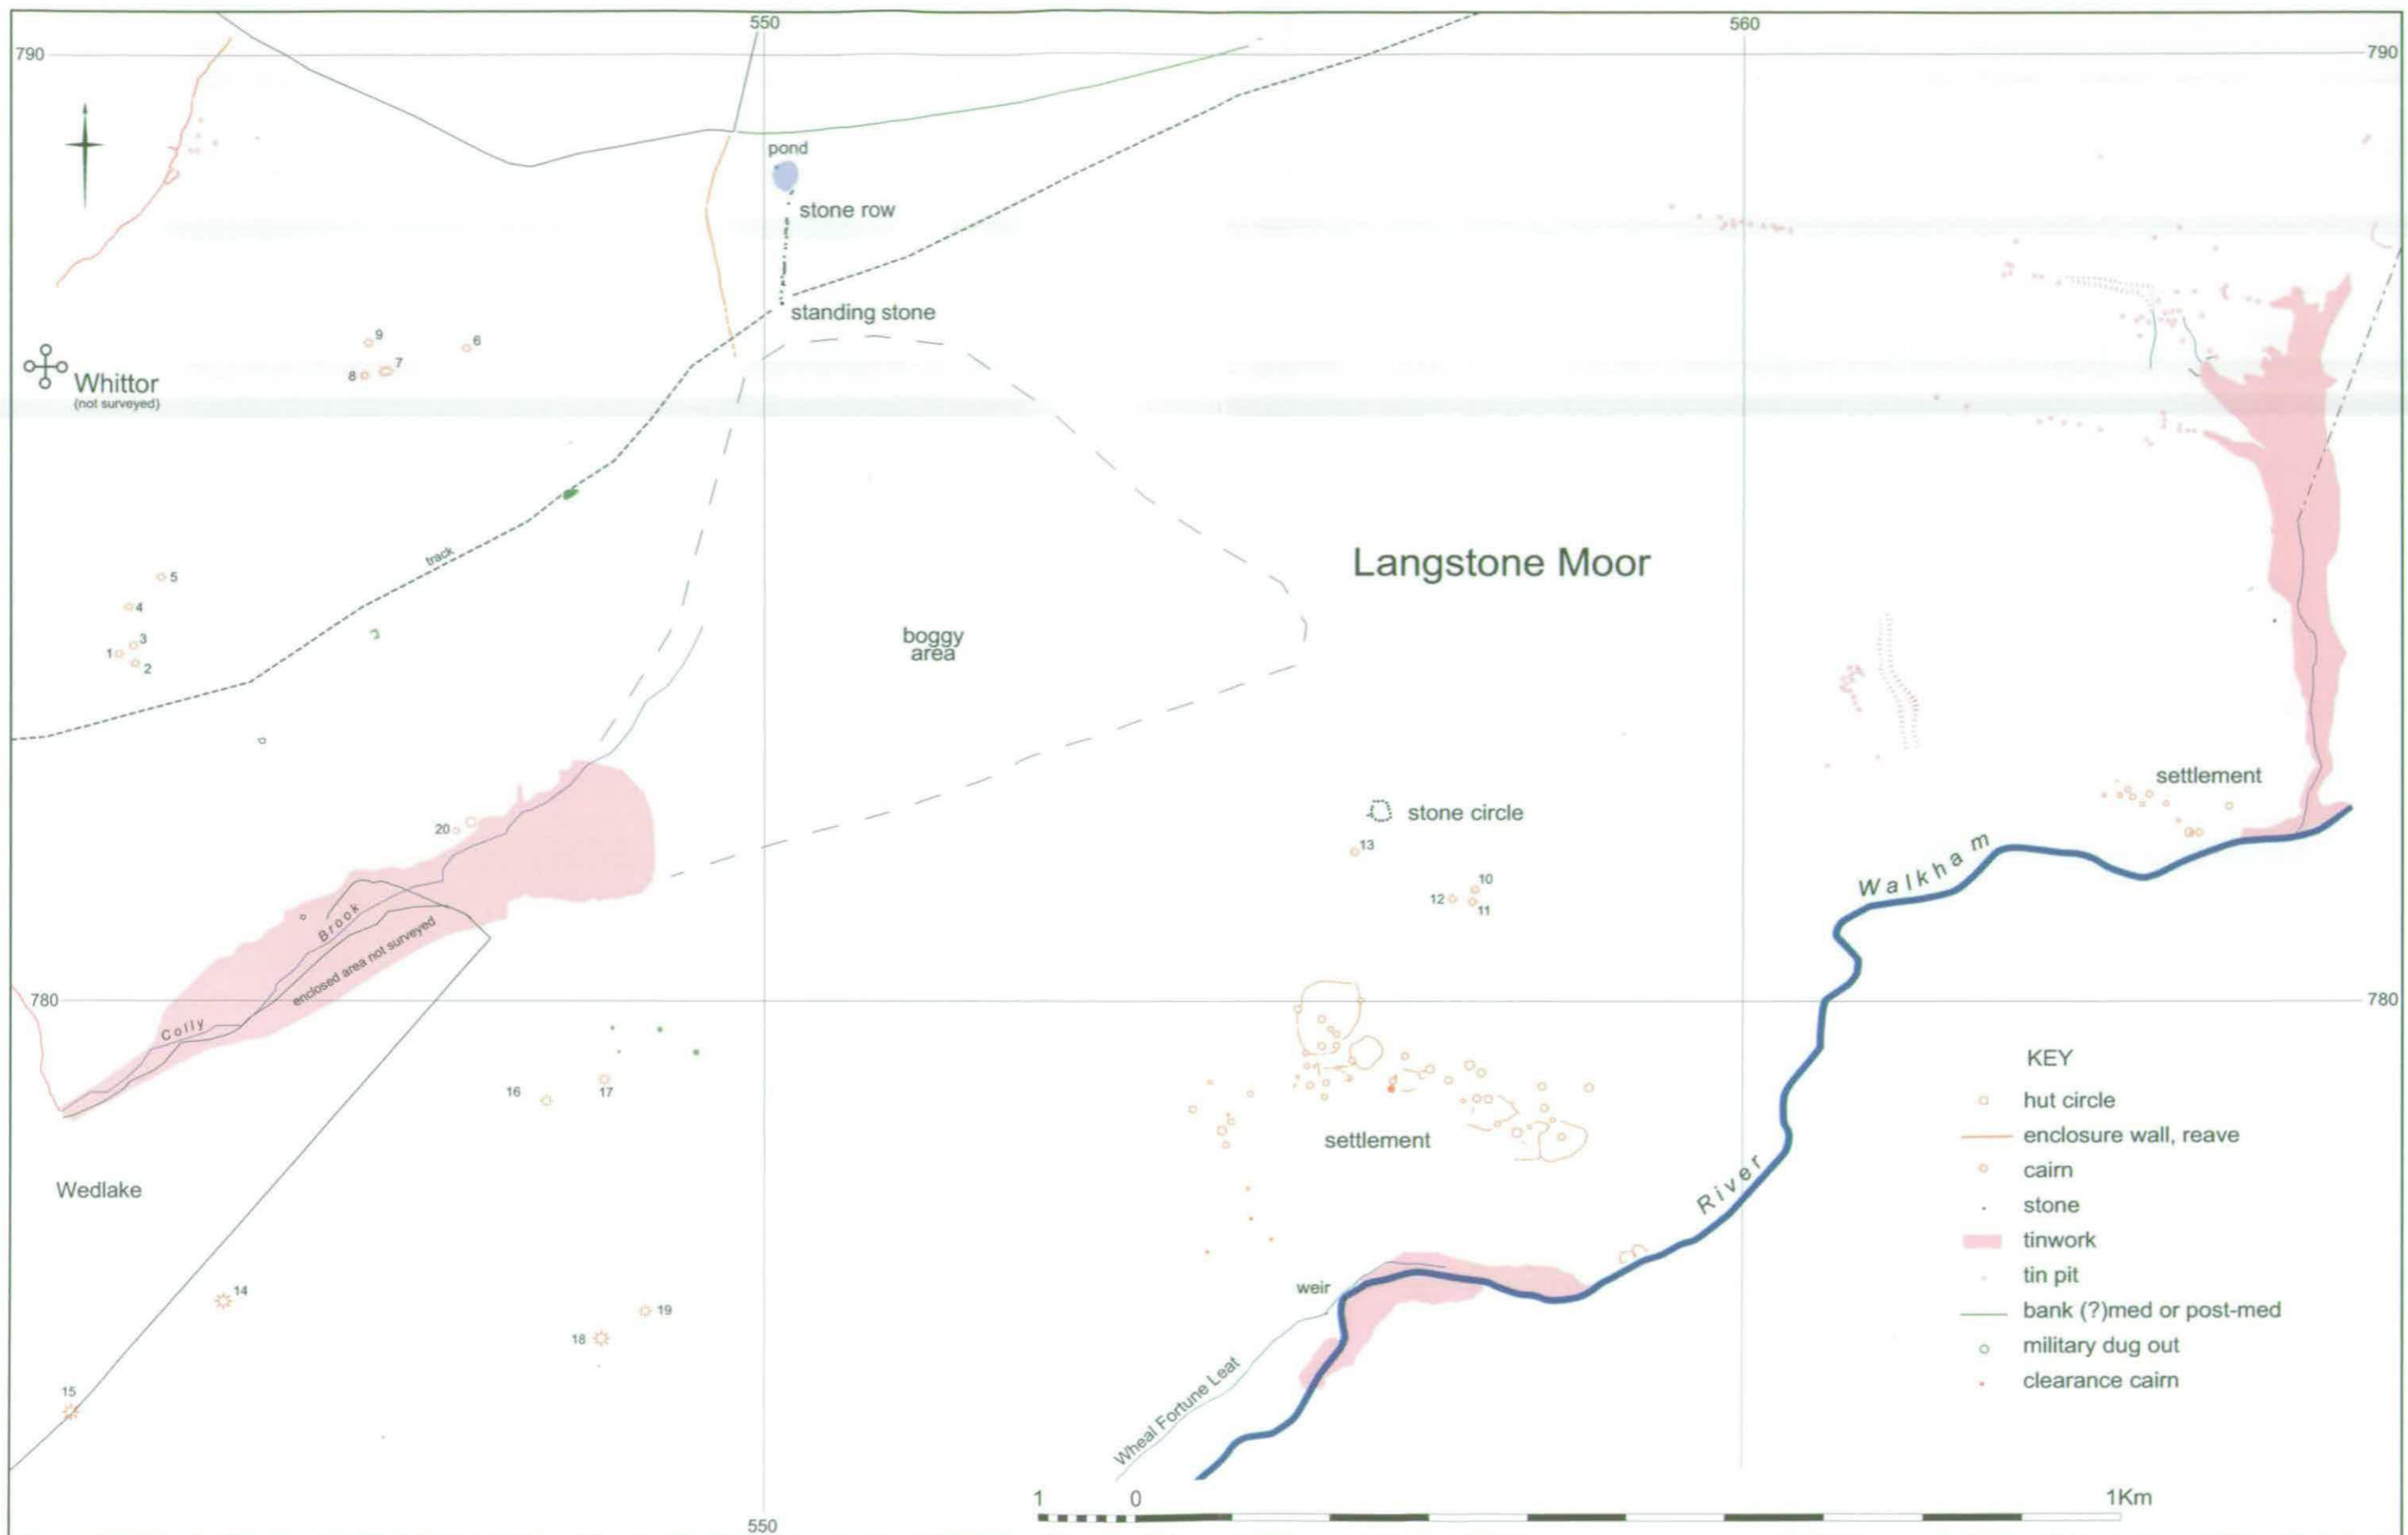 550
560
790
790
pond
stone row
standing stone
9
6
7
8
Whittor
(not surveyed)
track
Langstone Moor
5
4
3
1
2
boggy
area
settlement
stone circle
20
13
Walkham
10
12
11
Brook
enclosed area not surveyed
780
780
Colly
16
17
settlement
Wedlake
River
KEY
hut circle
enclosure wall, reave
cairn
stone
tinwork
tin pit
bank (?)med or post-med
military dug out
clearance cairn
14
weir
19
18
15
Wheal Fortune Leat
1
0
1Km
550